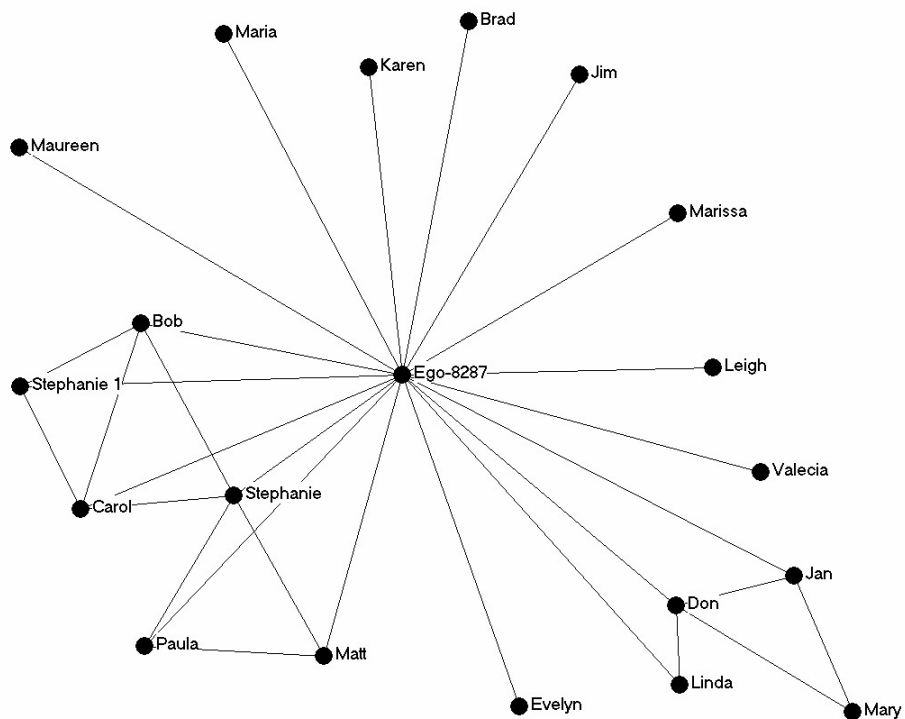 Brad
Maria
Karen
Jim
Maureen
Marissa
Bob
Leigh
Ego-8287
Stephanie 1
Valecia
Stephanie
Carol
Jan
Don
Paula
Matt
Linda
Evelyn
Mary